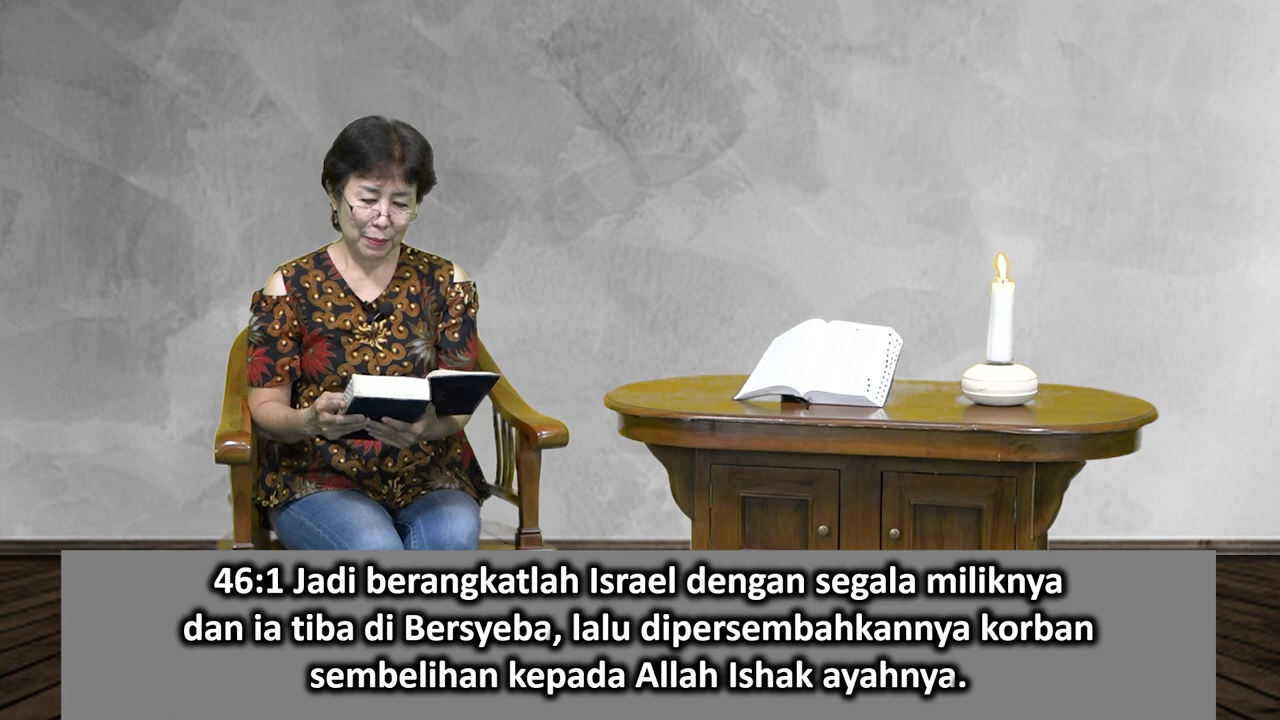 46:1 Jadi berangkatlah Israel dengan segala miliknya
dan ia tiba di Bersyeba, lalu dipersembahkannya korban
sembelihan kepada Allah Ishak ayahnya.